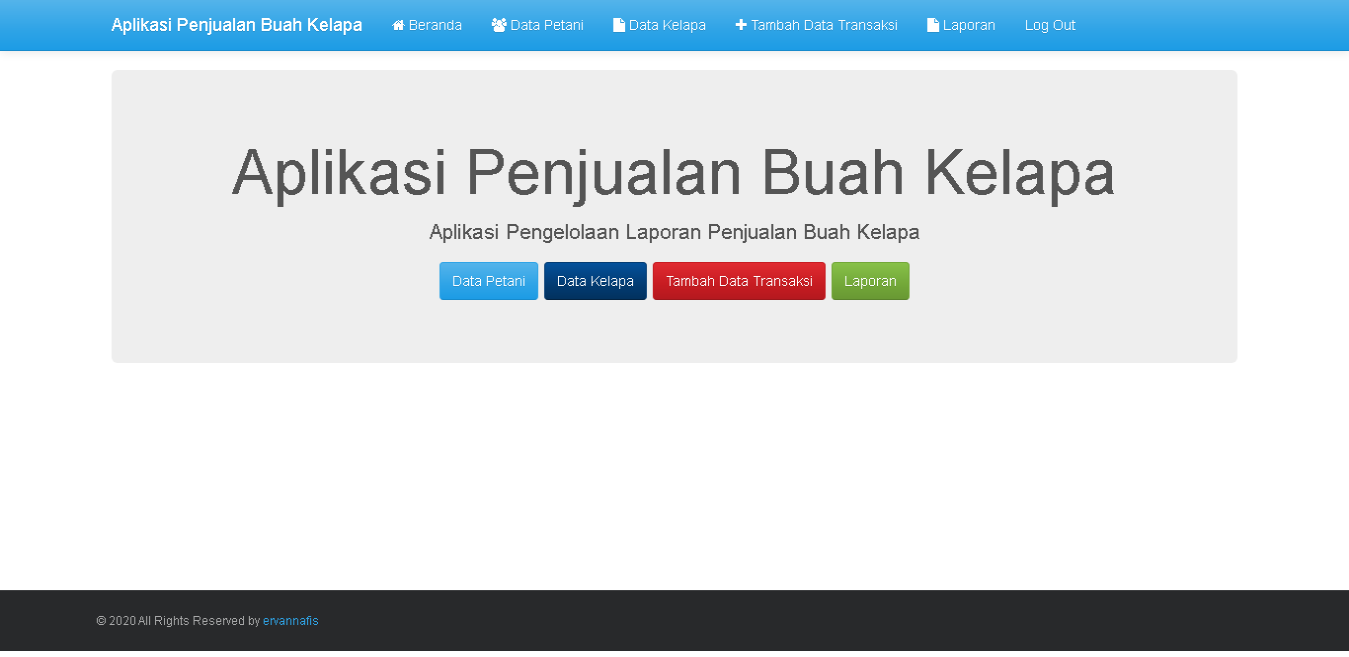 Aplikasi Penjualan Buah Kelapa Beranda Data Petani Data Kelapa Tambah Data Transaksi Laporan Log Out
Aplikasi Penjualan Buah Kelapa
Aplikasi Pengelolaan Laporan Penjualan Buah Kelapa
Data Petani Data Kelapa Tambah Data Transaksi Laporan
© 2020 All Rights Reserved by ervannafis